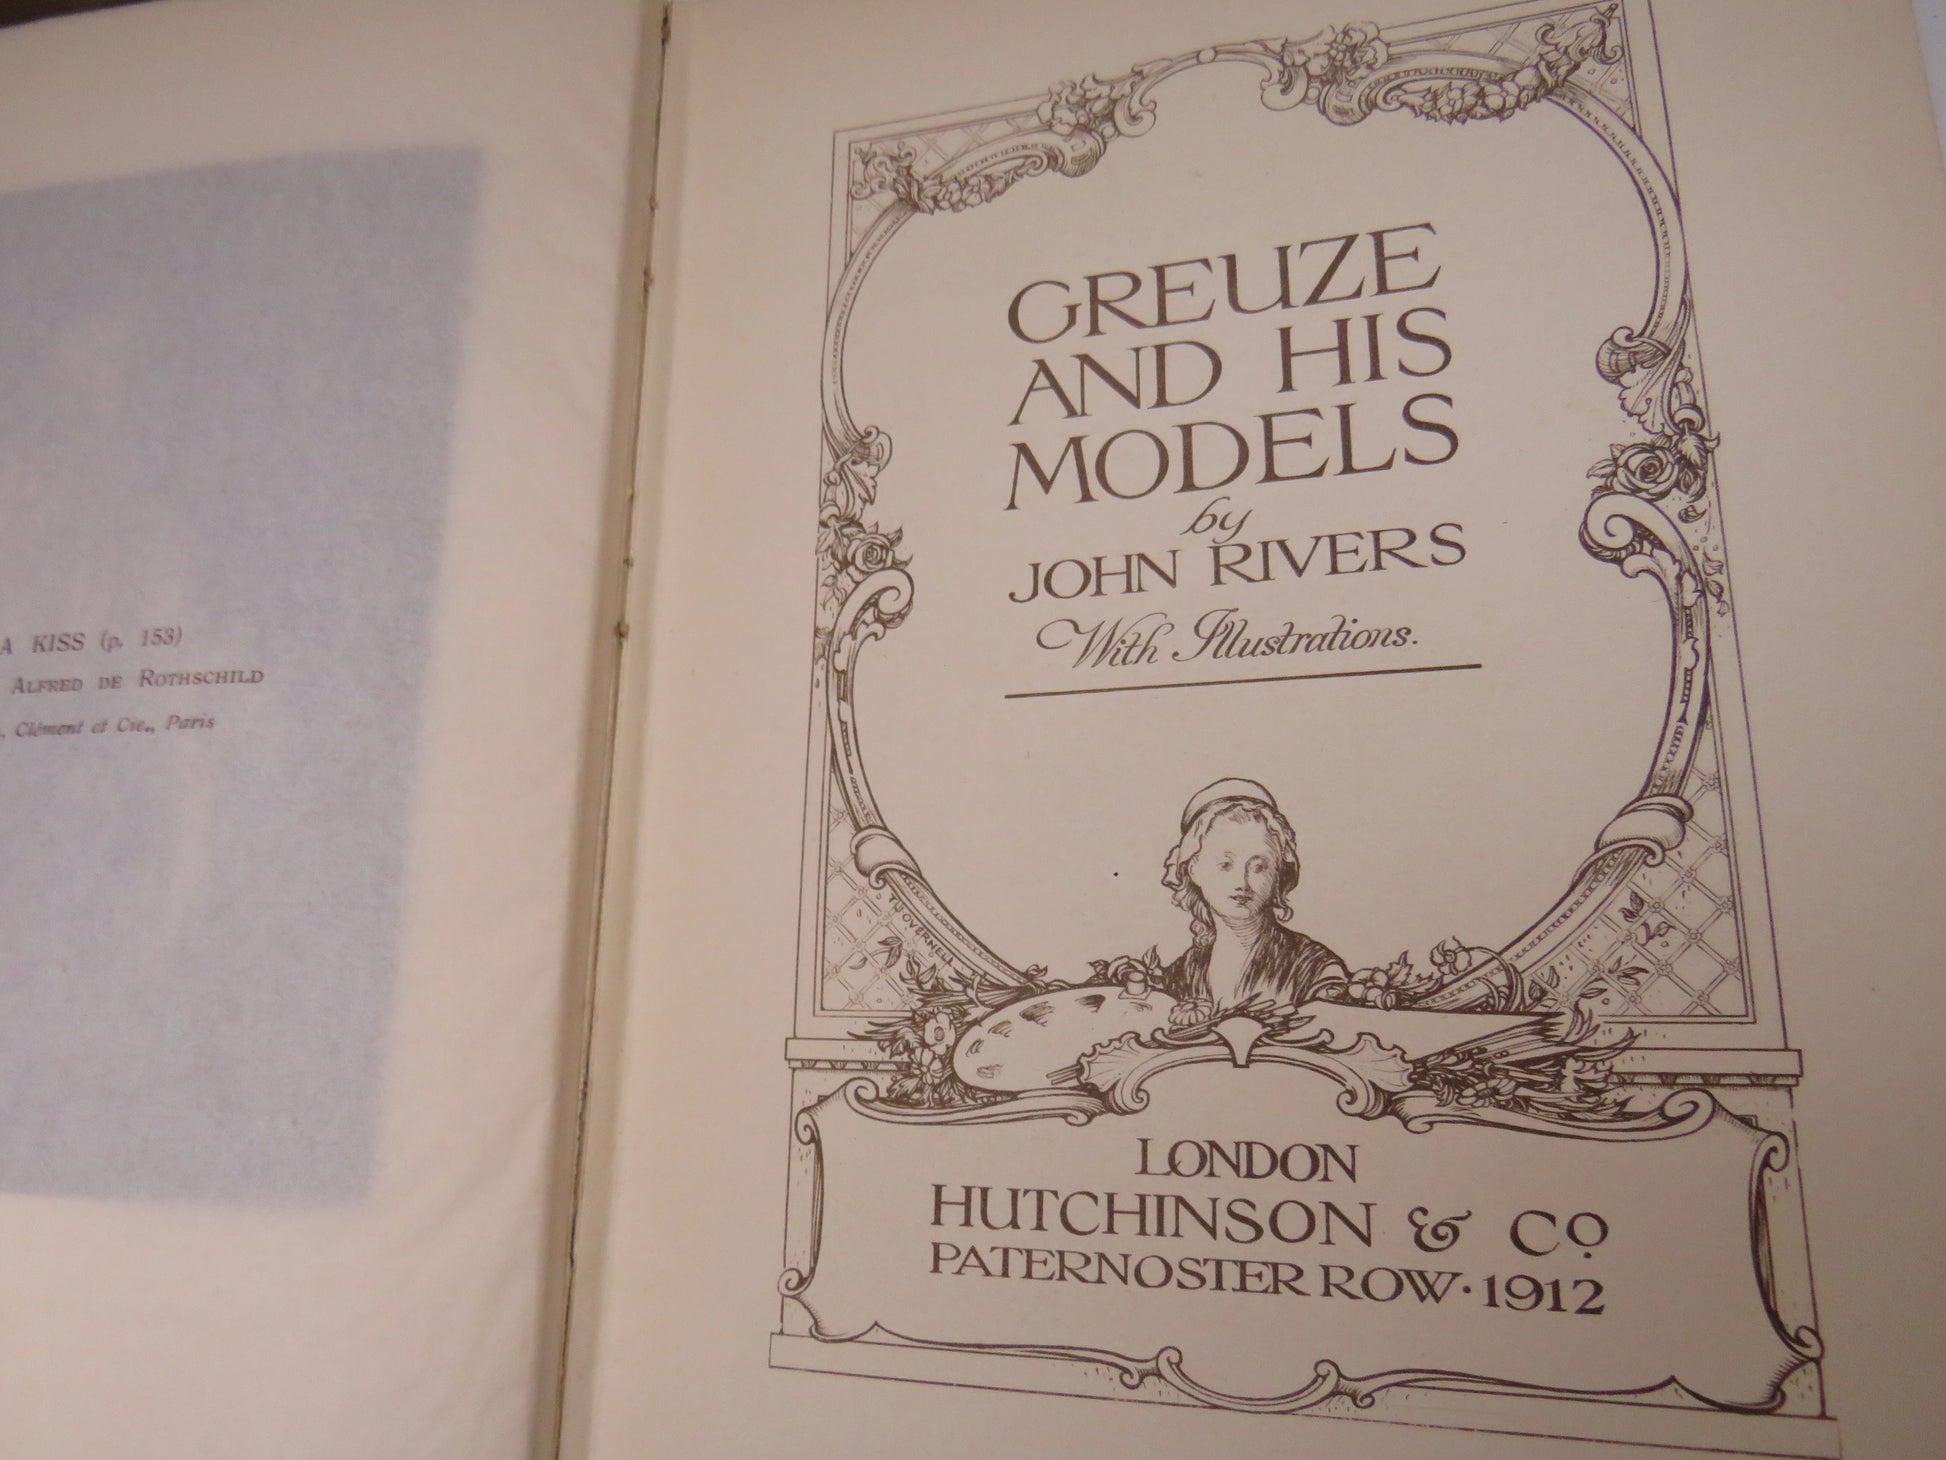 A KISS (p. 153)
ALFRED DE ROTHSCHILD
, Clément et Cie., Paris
GREUZE
AND HIS
MODELS
by
JOHN RIVERS
With Illustrations.
T.W. OVERNELL
LONDON
HUTCHINSON & Co.
PATERNOSTER ROW · 1912